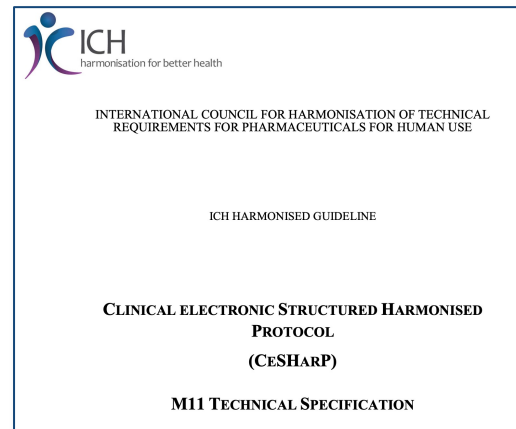 ICH
harmonisation for better health
INTERNATIONAL COUNCIL FOR HARMONISATION OF TECHNICAL
REQUIREMENTS FOR PHARMACEUTICALS FOR HUMAN USE
ICH HARMONISED GUIDELINE
CLINICAL ELECTRONIC STRUCTURED HARMONISED
PROTOCOL
(CESHARP)
M11 TECHNICAL SPECIFICATION